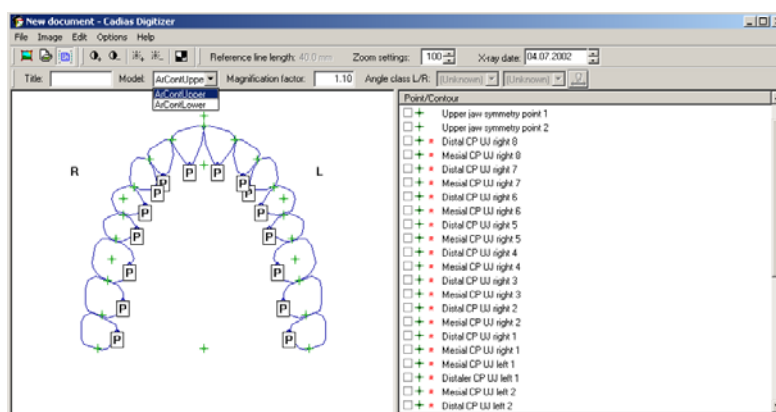 New document - Cadias Digitizer
File Image Edit Options Help
Reference line length: 40.0 mm Zoom settings: 100 X-ray date: 04.07.2002
Title: Model: ArContUppe Magnification factor: 1.10 Angle class L/R: (Unknown) (Unknown)
ArContUpper
ArContLower
Point/Contour
Upper jaw symmetry point 1
Upper jaw symmetry point 2
Distal CP UJ right 8
Mesial CP UJ right 8
Distal CP UJ right 7
Mesial CP UJ right 7
Distal CP UJ right 6
Mesial CP UJ right 6
Distal CP UJ right 5
Mesial CP UJ right 5
Distal CP UJ right 4
Mesial CP UJ right 4
Distal CP UJ right 3
Mesial CP UJ right 3
Distal CP UJ right 2
Mesial CP UJ right 2
Distal CP UJ right 1
Mesial CP UJ right 1
Mesial CP UJ left 1
Distaler CP UJ left 1
Mesial CP UJ left 2
Distal CP UJ left 2
R L
P P P P
P P
P P
P P
P P
P P
P P